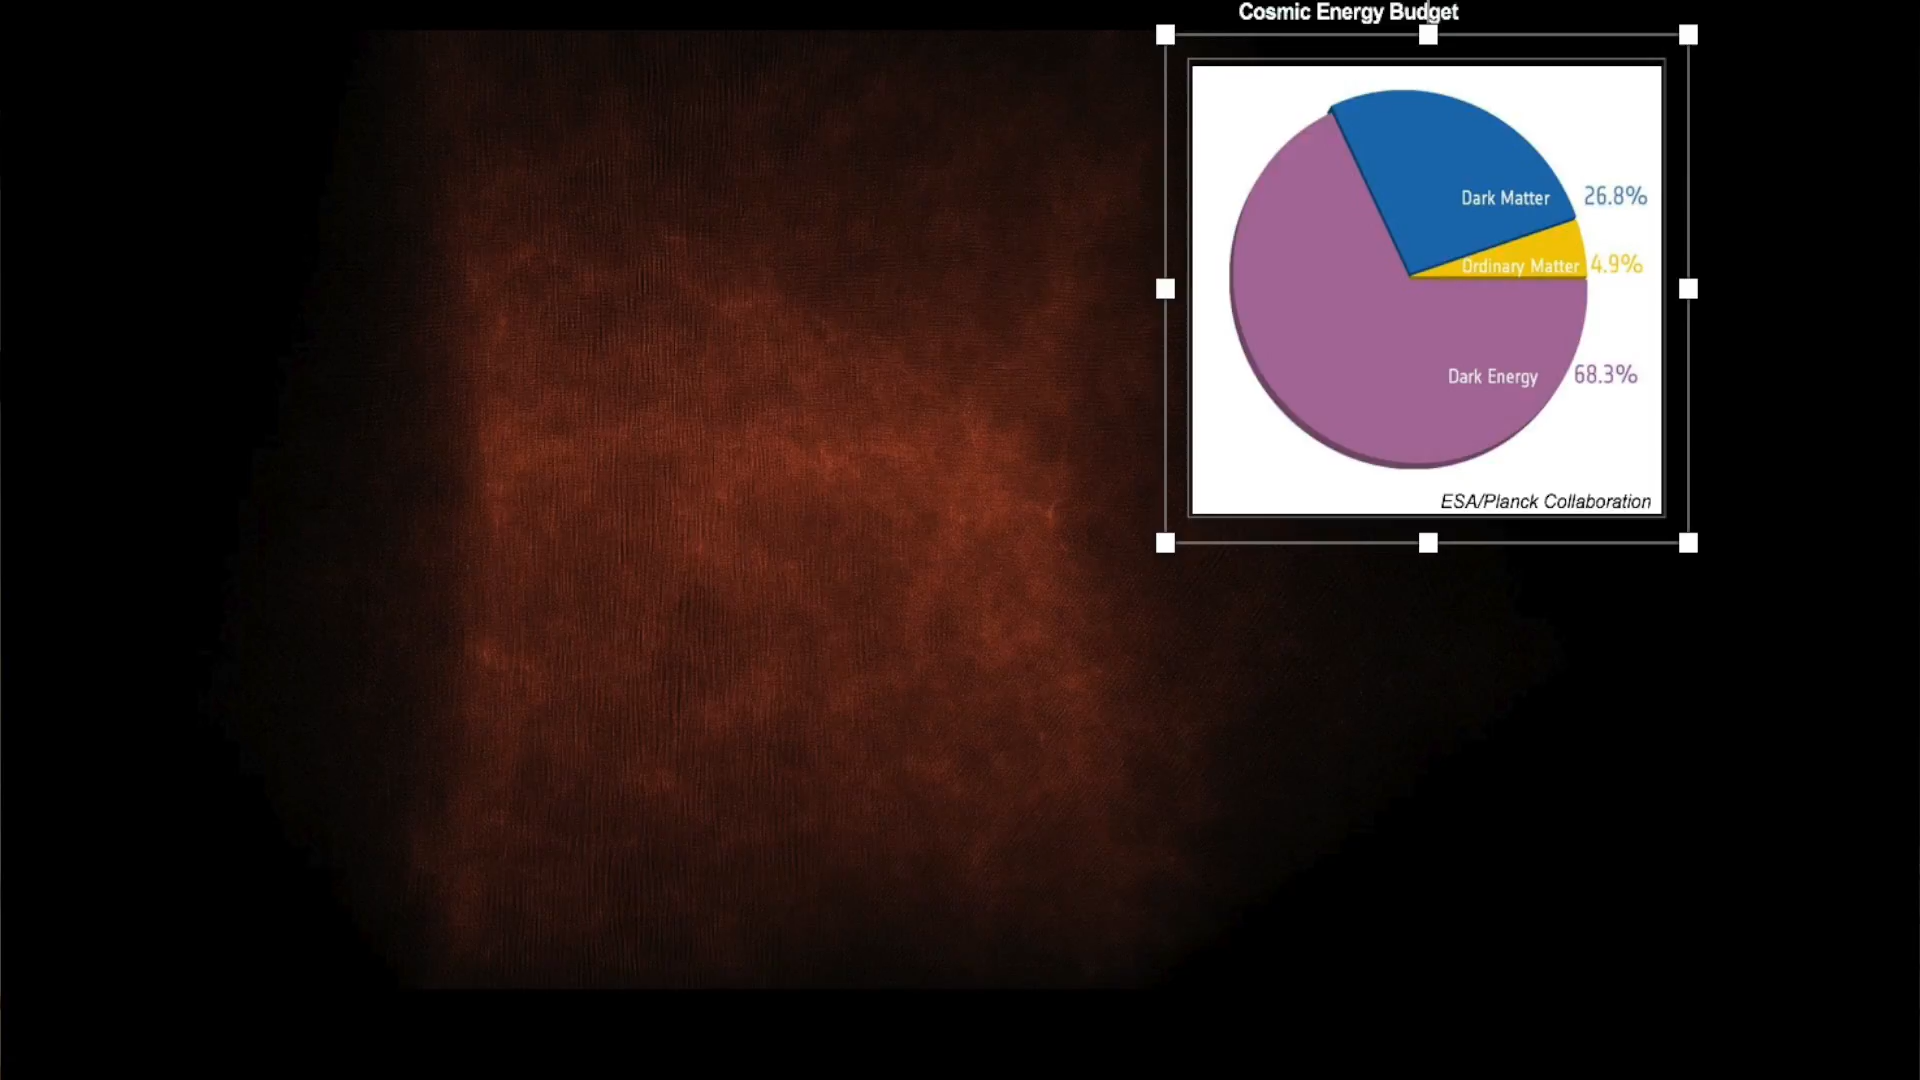 Cosmic Energy Budget
Dark Matter 26.8%
Ordinary Matter 4.9%
Dark Energy 68.3%
ESA/Planck Collaboration